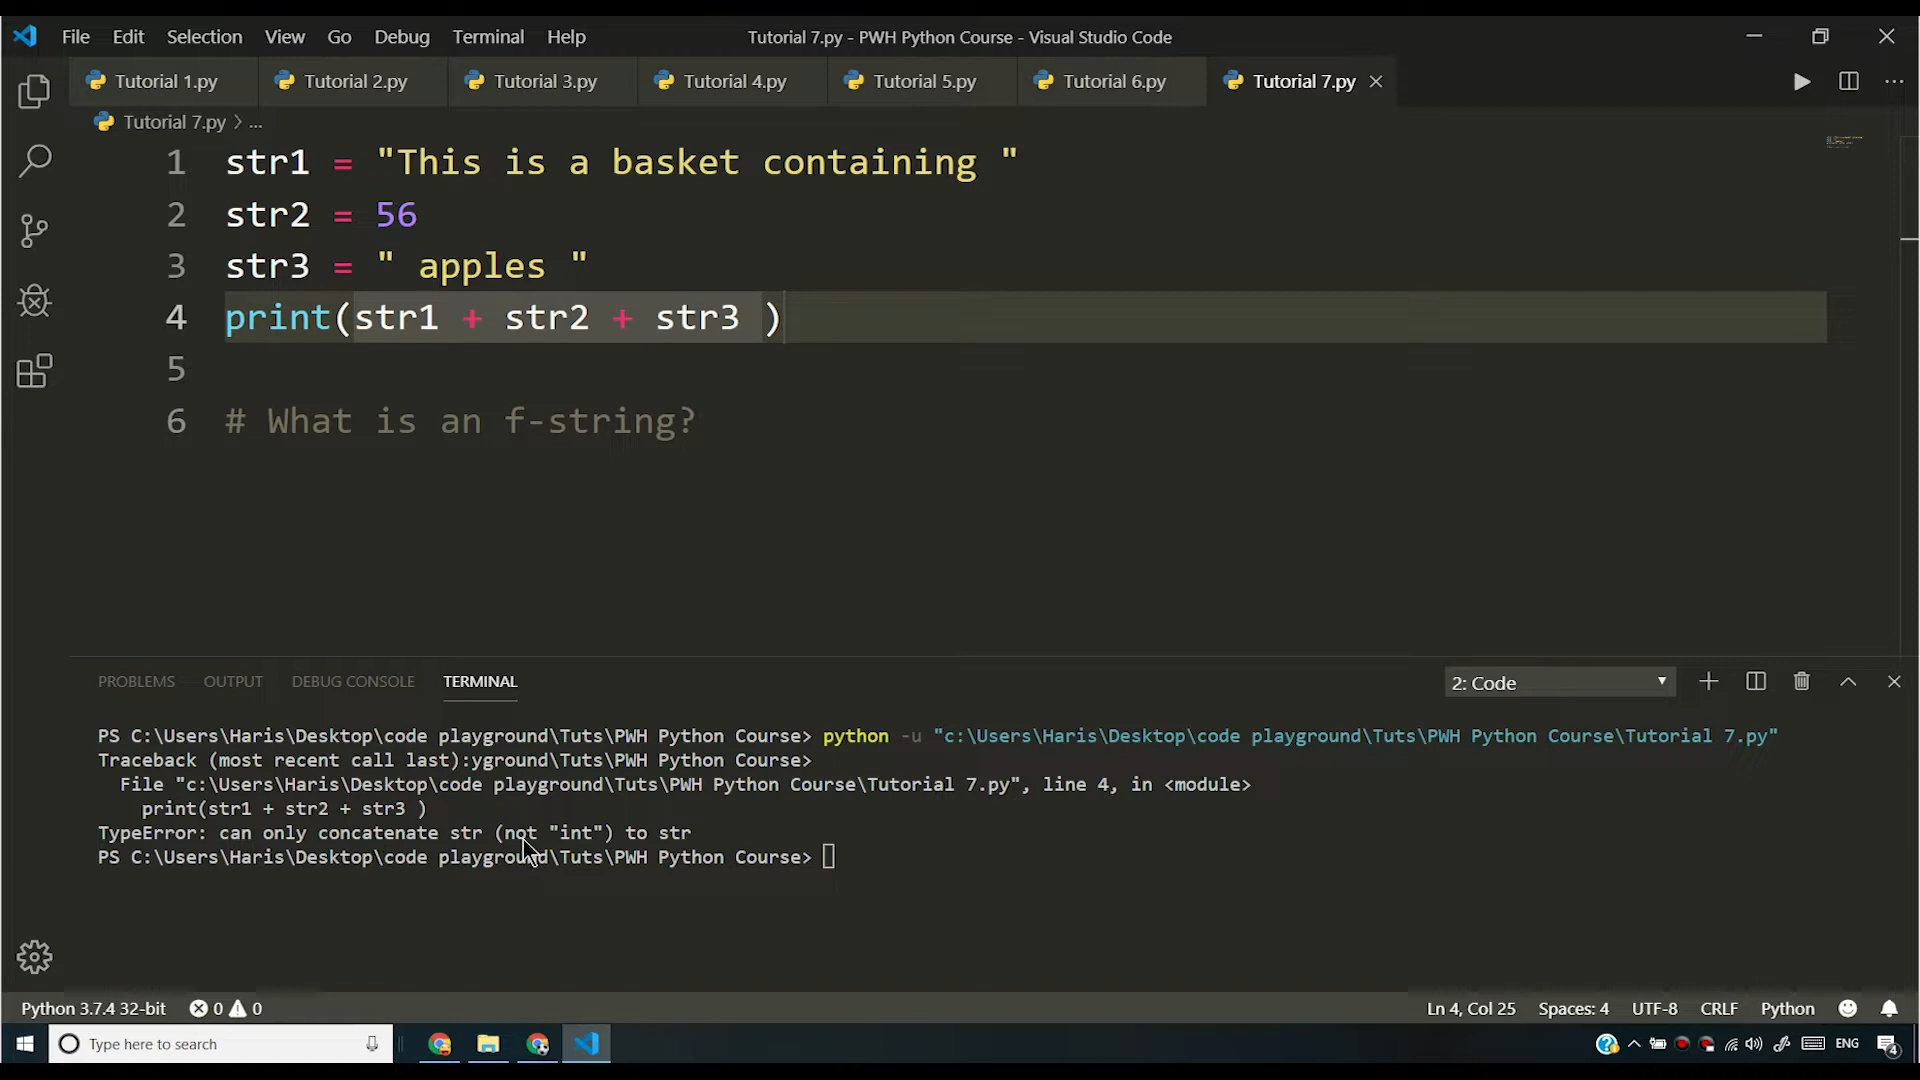 File Edit Selection View Go Debug Terminal Help Tutorial 7.py - PWH Python Course - Visual Studio Code
Tutorial 1.py Tutorial 2.py Tutorial 3.py Tutorial 4.py Tutorial 5.py Tutorial 6.py Tutorial 7.py
Tutorial 7.py > ...
1 str1 = "This is a basket containing "
2 str2 = 56
3 str3 = " apples "
4 print(str1 + str2 + str3 )
5
6 # What is an f-string?
PROBLEMS OUTPUT DEBUG CONSOLE TERMINAL 2: Code
PS C:\Users\Haris\Desktop\code playground\Tuts\PWH Python Course> python -u "c:\Users\Haris\Desktop\code playground\Tuts\PWH Python Course\Tutorial 7.py"
Traceback (most recent call last):yground\Tuts\PWH Python Course>
File "c:\Users\Haris\Desktop\code playground\Tuts\PWH Python Course\Tutorial 7.py", line 4, in <module>
print(str1 + str2 + str3 )
TypeError: can only concatenate str (not "int") to str
PS C:\Users\Haris\Desktop\code playground\Tuts\PWH Python Course>
Python 3.7.4 32-bit 0 0 Ln 4, Col 25 Spaces: 4 UTF-8 CRLF Python
Type here to search ENG 4